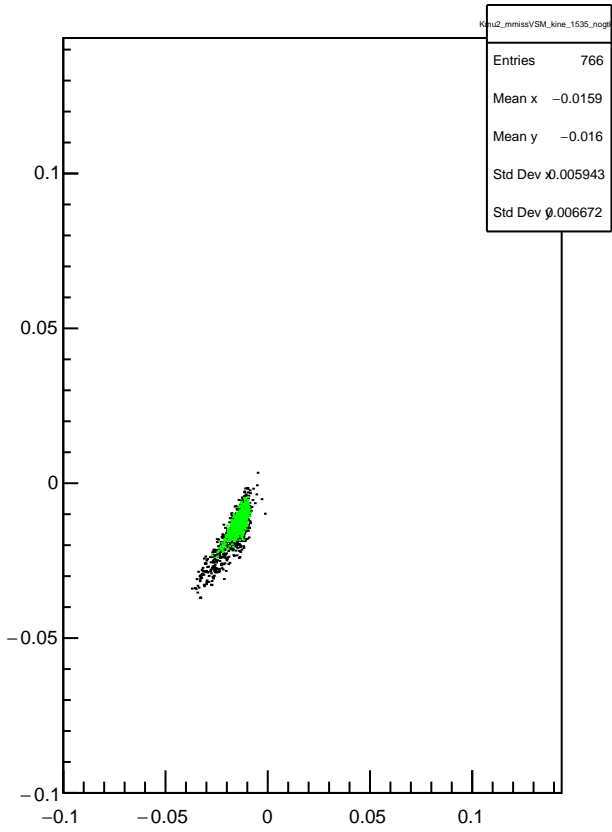 Kmu2_mmissVSM_kine_1535_nogtk
Entries 766
Mean x −0.0159
Mean y −0.016
Std Dev x 0.005943
Std Dev y 0.006672
0.1
0.05
0
−0.05
−0.1
−0.1 −0.05 0 0.05 0.1